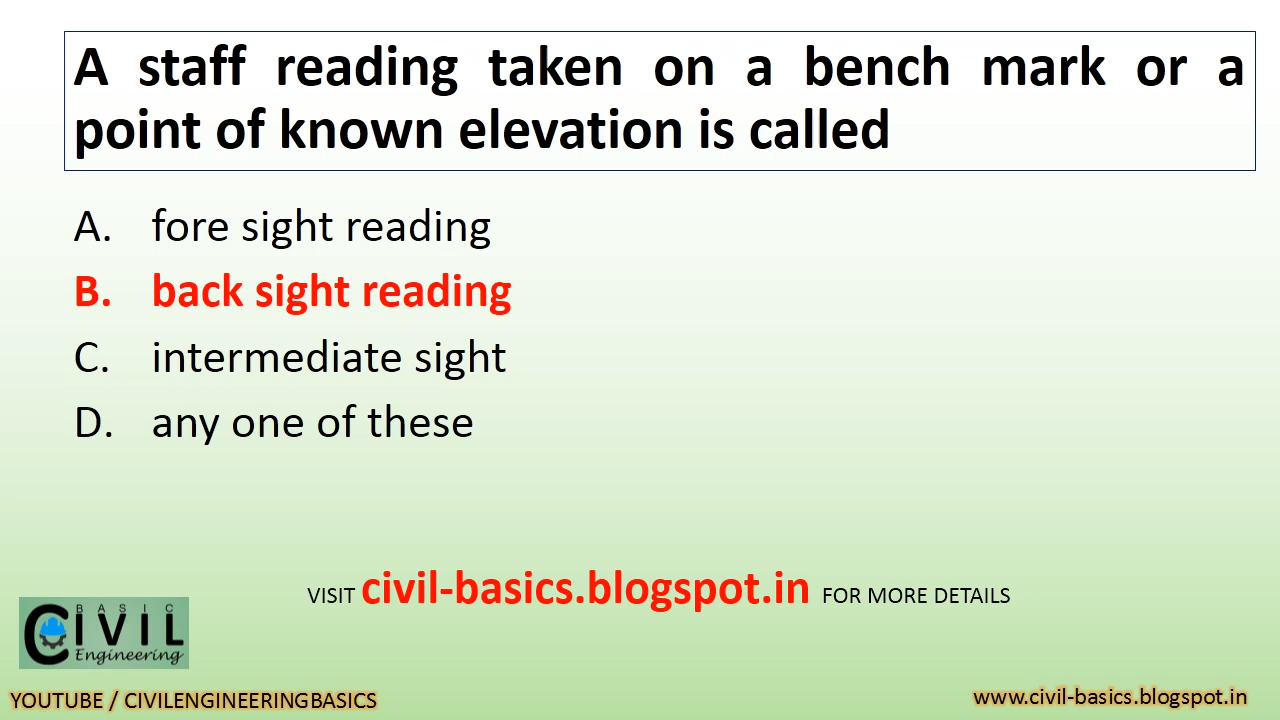 A staff reading taken on a bench mark or a
point of known elevation is called
A. fore sight reading
B. back sight reading
C. intermediate sight
D. any one of these
VISIT civil-basics.blogspot.in FOR MORE DETAILS
BASIC
CIVIL
Engineering
YOUTUBE / CIVILENGINEERINGBASICS
www.civil-basics.blogspot.in